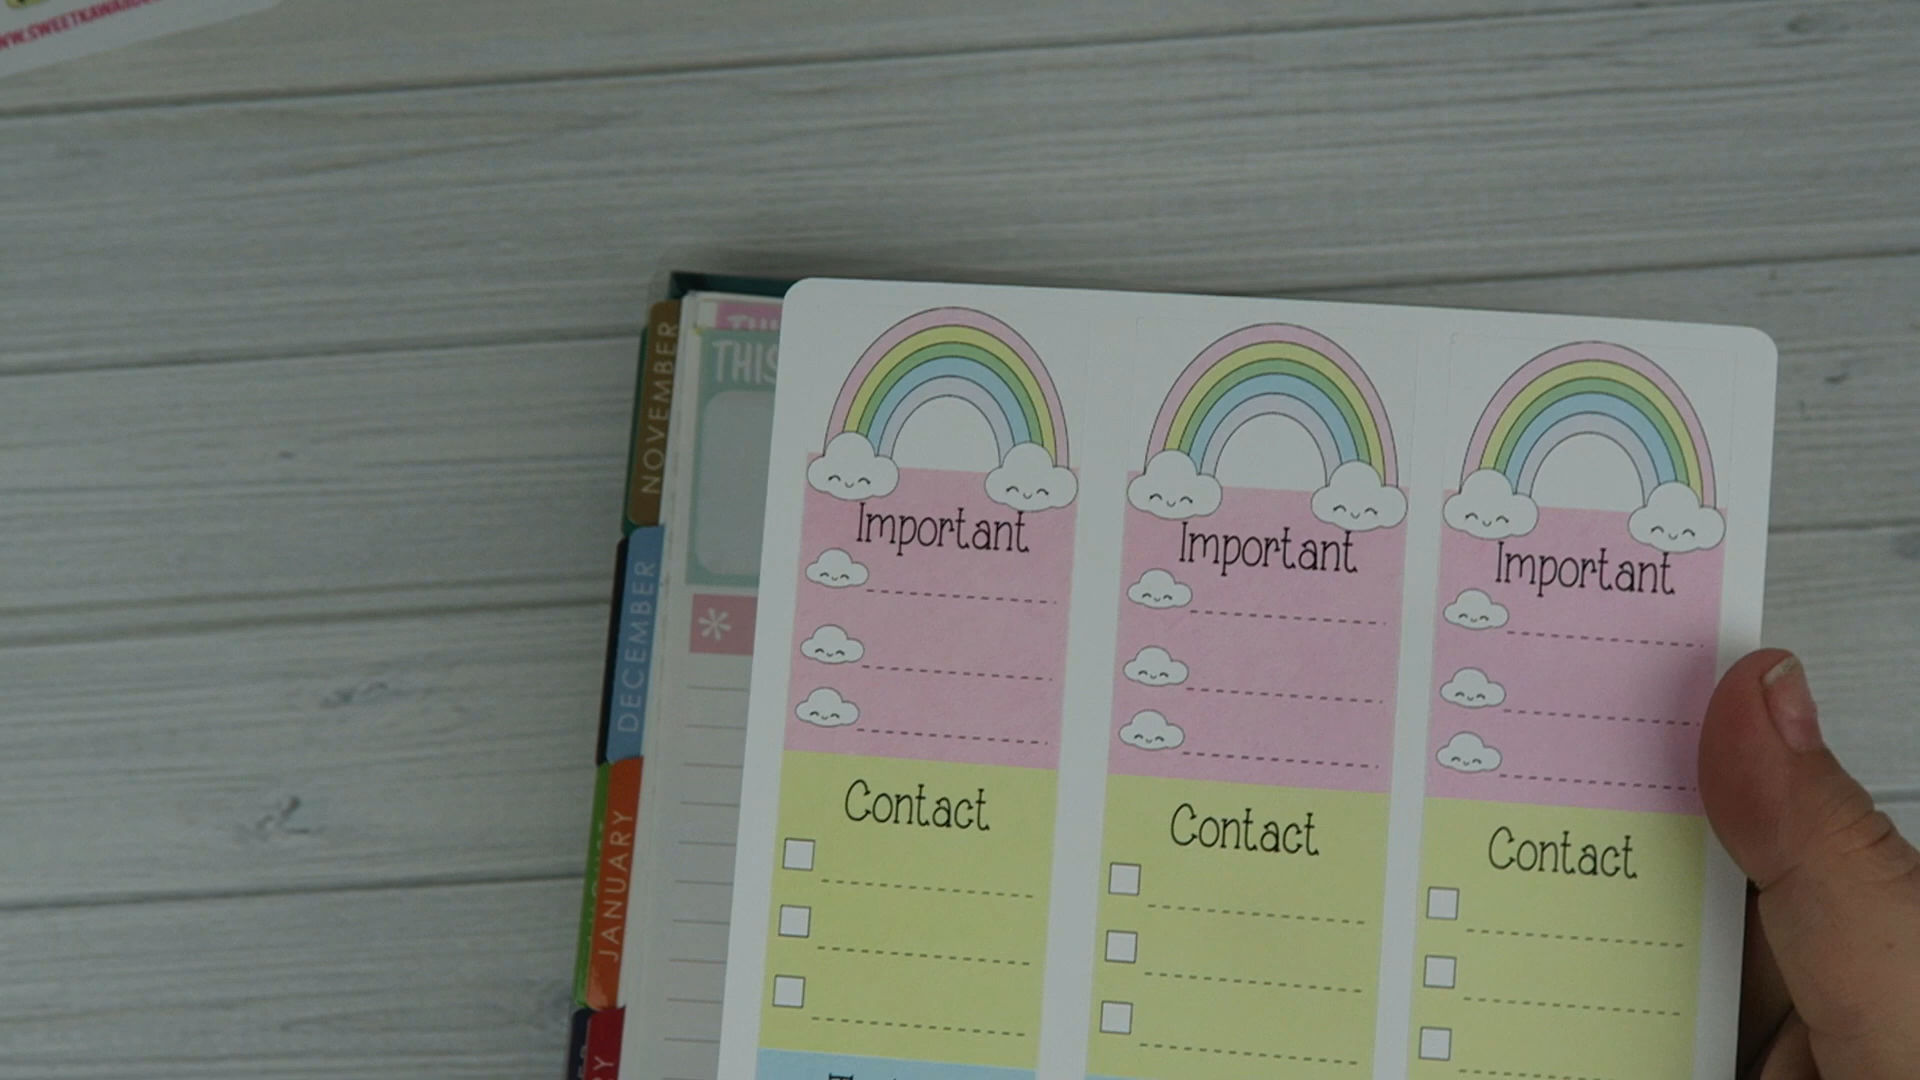 NOVEMBER
DECEMBER
JANUARY
THIS
Important
Important
Important
Contact
Contact
Contact